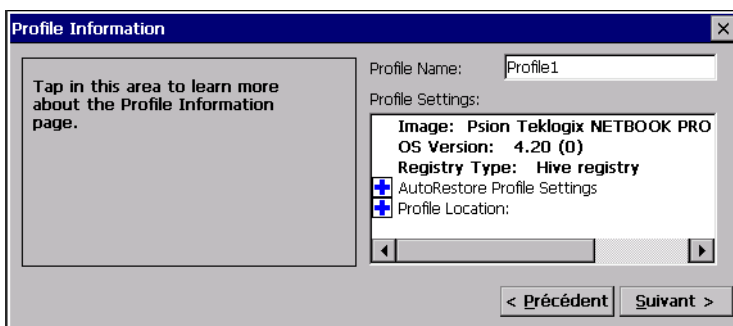 Profile Information
Tap in this area to learn more
about the Profile Information
page.
Profile Name: Profile1
Profile Settings:
Image: Psion Teklogix NETBOOK PRO
OS Version: 4.20 (0)
Registry Type: Hive registry
AutoRestore Profile Settings
Profile Location:
< Précédent
Suivant >